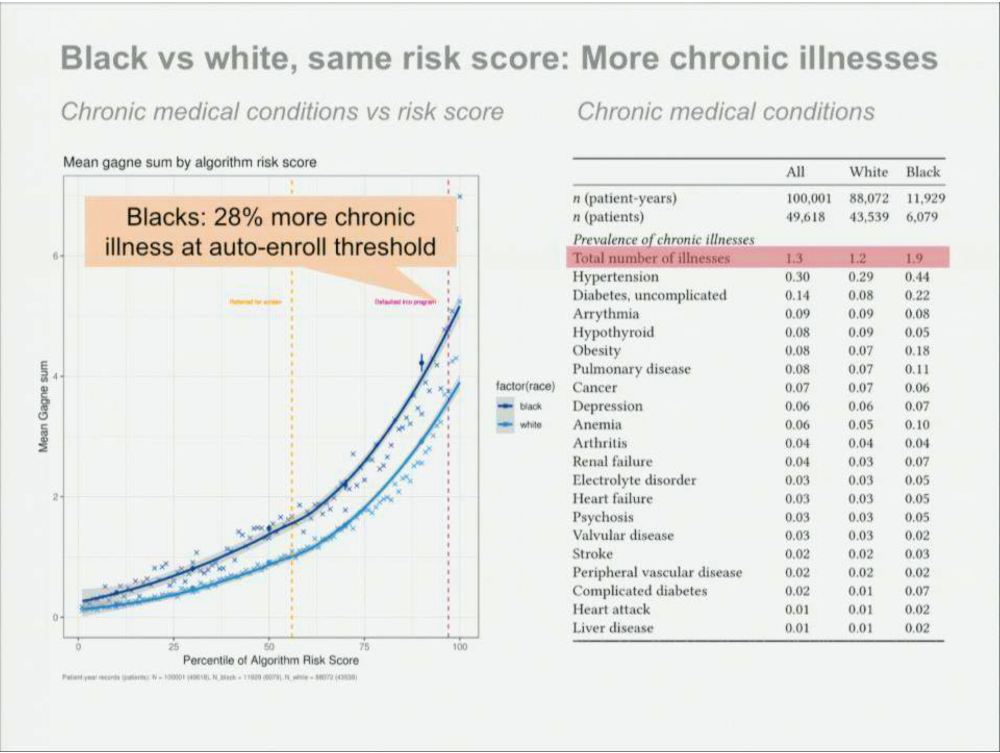 Black vs white, same risk score: More chronic illnesses
Chronic medical conditions vs risk score
Mean gagne sum by algorithm risk score
Blacks: 28% more chronic
illness at auto-enroll threshold
Referred for screen
Defaulted into program
Mean Gagne sum
6
4
2
0
0 25 50 75 100
Percentile of Algorithm Risk Score
factor(race)
black
white
Patient-year records (patients): N = 100001 (49618), N_black = 11929 (6079), N_white = 88072 (43539)
Chronic medical conditions
All White Black
n (patient-years) 100,001 88,072 11,929
n (patients) 49,618 43,539 6,079
Prevalence of chronic illnesses
Total number of illnesses 1.3 1.2 1.9
Hypertension 0.30 0.29 0.44
Diabetes, uncomplicated 0.14 0.08 0.22
Arrythmia 0.09 0.09 0.08
Hypothyroid 0.08 0.09 0.05
Obesity 0.08 0.07 0.18
Pulmonary disease 0.08 0.07 0.11
Cancer 0.07 0.07 0.06
Depression 0.06 0.06 0.07
Anemia 0.06 0.05 0.10
Arthritis 0.04 0.04 0.04
Renal failure 0.04 0.03 0.07
Electrolyte disorder 0.03 0.03 0.05
Heart failure 0.03 0.03 0.05
Psychosis 0.03 0.03 0.05
Valvular disease 0.03 0.03 0.02
Stroke 0.02 0.02 0.03
Peripheral vascular disease 0.02 0.02 0.02
Complicated diabetes 0.02 0.01 0.07
Heart attack 0.01 0.01 0.02
Liver disease 0.01 0.01 0.02